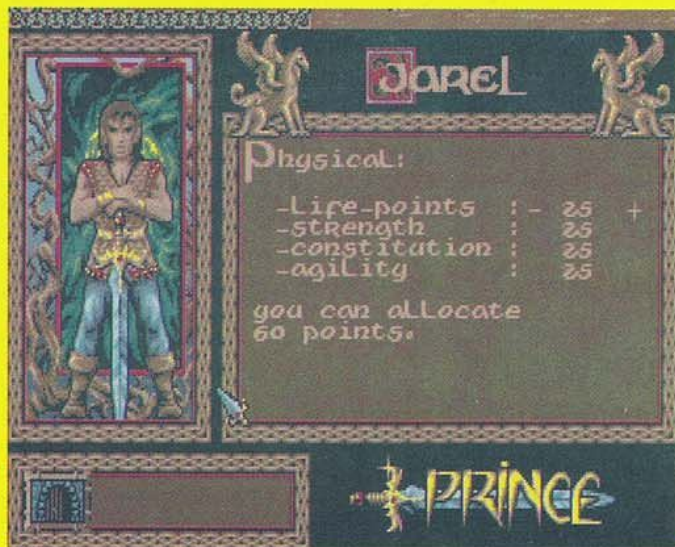 JAREL
Physical:
-Life-points : - 25 +
-strength : 25
-constitution : 25
-agility : 25
you can allocate
60 points.
PRINCE